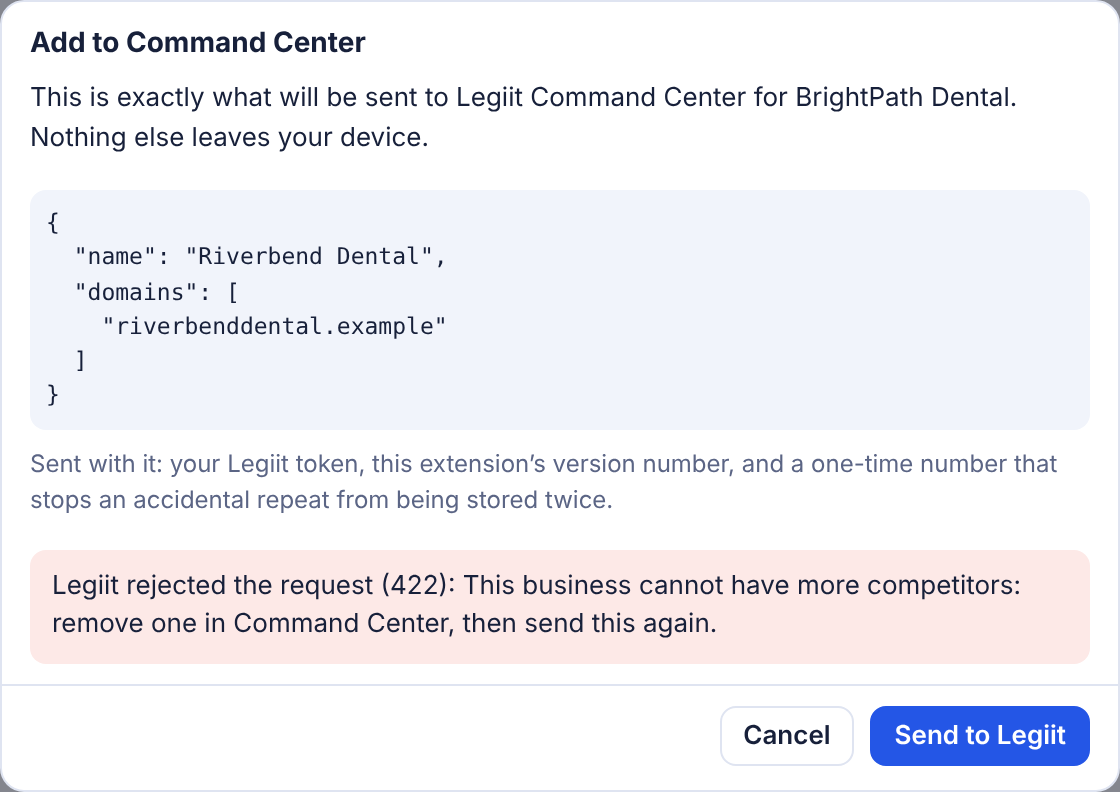 Add to Command Center
This is exactly what will be sent to Legiit Command Center for BrightPath Dental.
Nothing else leaves your device.
{
  "name": "Riverbend Dental",
  "domains": [
    "riverbenddental.example"
  ]
}
Sent with it: your Legiit token, this extension’s version number, and a one-time number that
stops an accidental repeat from being stored twice.
Legiit rejected the request (422): This business cannot have more competitors:
remove one in Command Center, then send this again.
Cancel
Send to Legiit